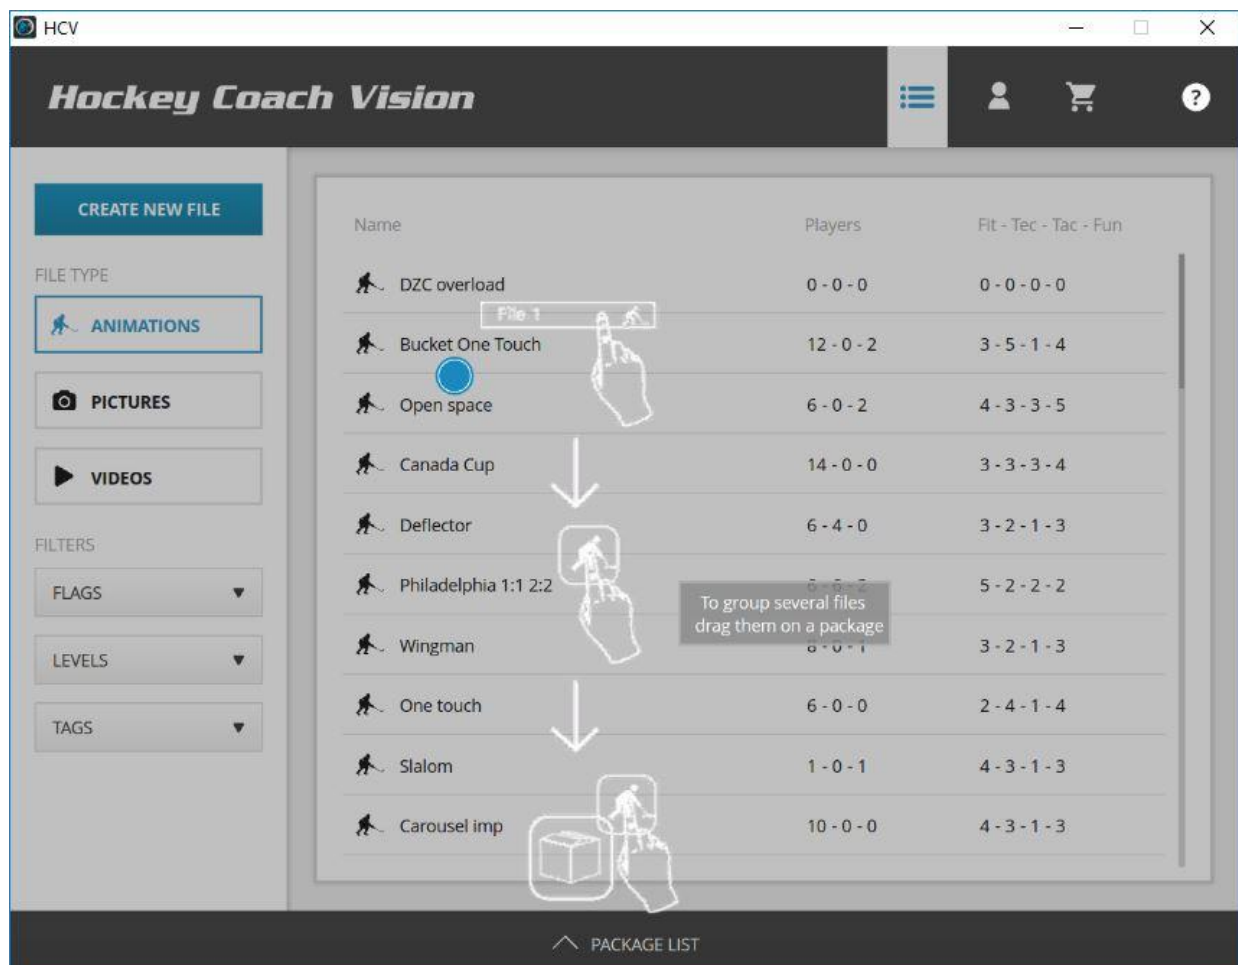 HCV
Hockey Coach Vision
?
CREATE NEW FILE
FILE TYPE
ANIMATIONS
PICTURES
VIDEOS
FILTERS
FLAGS
LEVELS
TAGS
Name Players Fit - Tec - Tac - Fun
DZC overload 0 - 0 - 0 0 - 0 - 0 - 0
File 1
Bucket One Touch 12 - 0 - 2 3 - 5 - 1 - 4
Open space 6 - 0 - 2 4 - 3 - 3 - 5
Canada Cup 14 - 0 - 0 3 - 3 - 3 - 4
Deflector 6 - 4 - 0 3 - 2 - 1 - 3
Philadelphia 1:1 2:2 5 - 2 - 2 - 2
To group several files
drag them on a package
Wingman 8 - 0 - 1 3 - 2 - 1 - 3
One touch 6 - 0 - 0 2 - 4 - 1 - 4
Slalom 1 - 0 - 1 4 - 3 - 1 - 3
Carousel imp 10 - 0 - 0 4 - 3 - 1 - 3
PACKAGE LIST